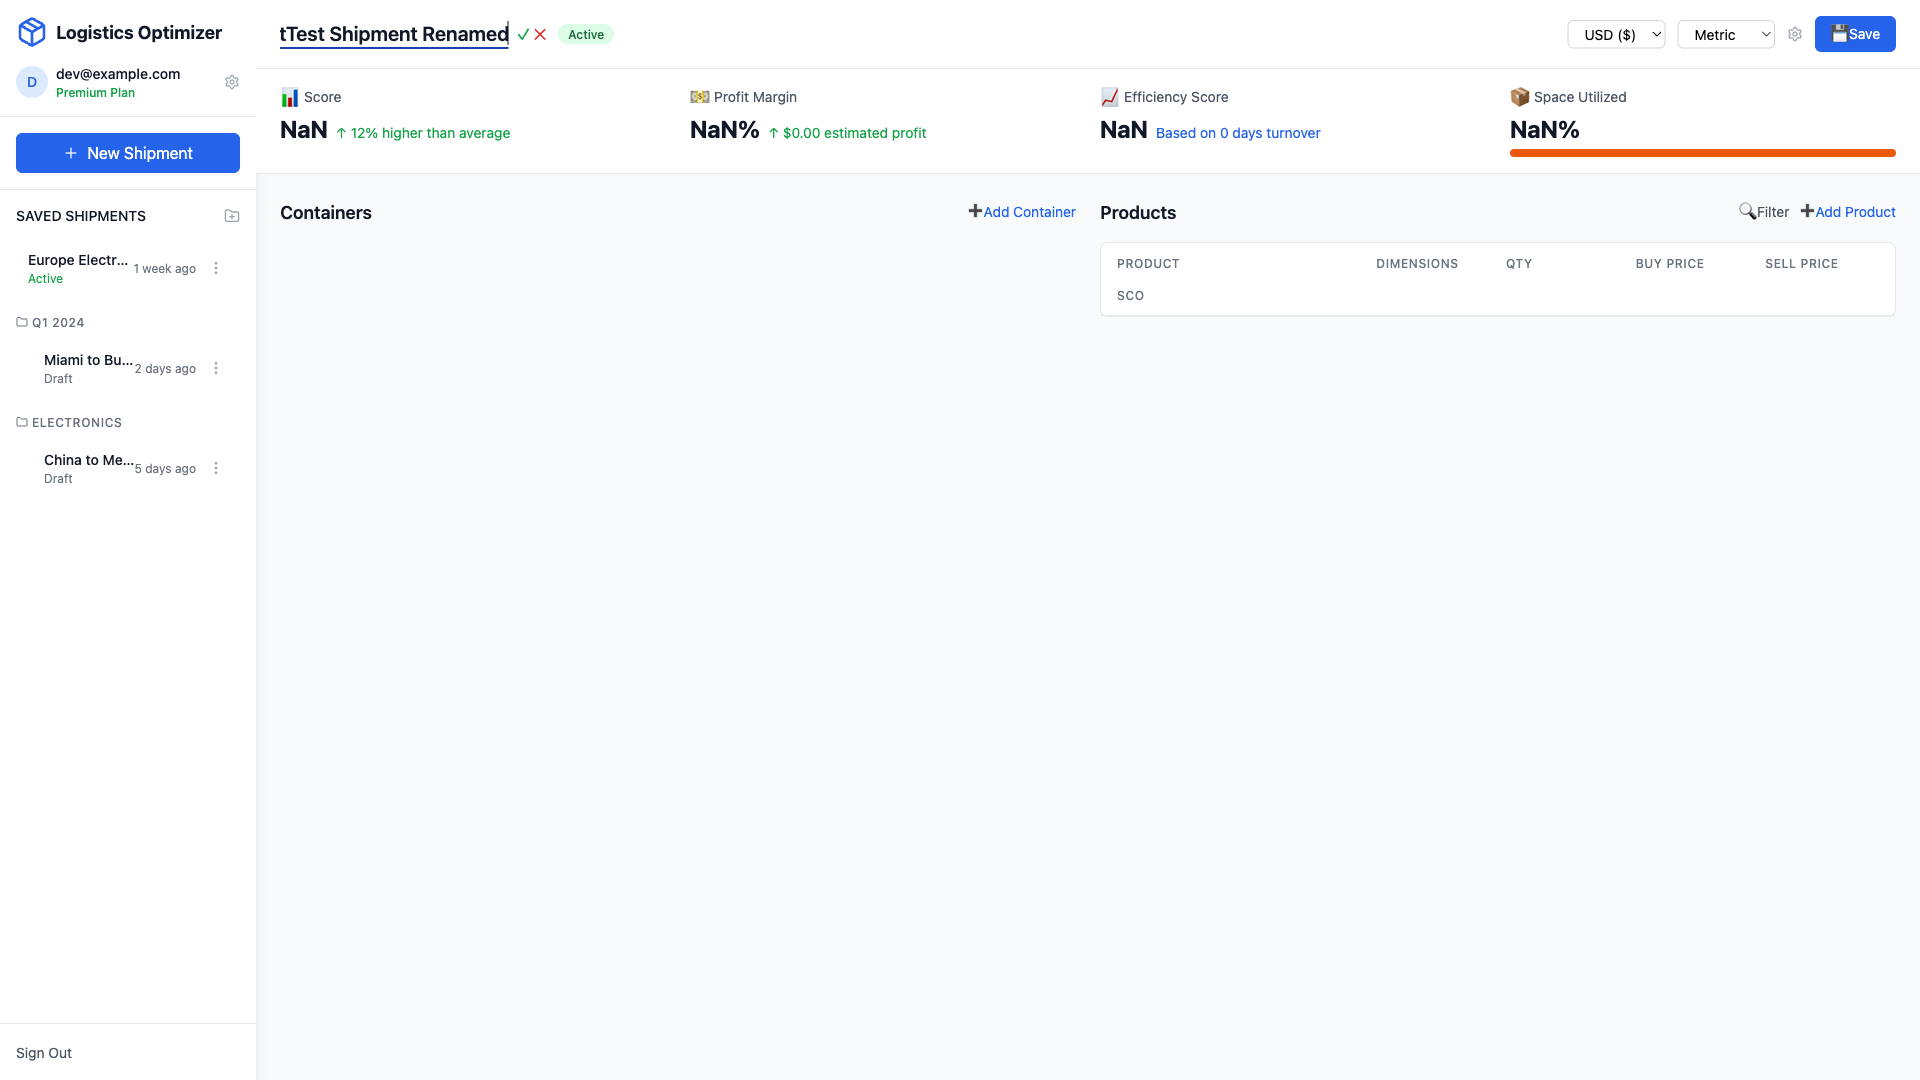 Logistics Optimizer
D
dev@example.com
Premium Plan
+ New Shipment
SAVED SHIPMENTS
Europe Electr...
Active
1 week ago
Q1 2024
Miami to Bu...
Draft
2 days ago
ELECTRONICS
China to Me...
Draft
5 days ago
Sign Out
tTest Shipment Renamed ✓ ✕ Active
USD ($)
Metric
💾Save
📊 Score
NaN ↑ 12% higher than average
💵 Profit Margin
NaN% ↑ $0.00 estimated profit
📈 Efficiency Score
NaN Based on 0 days turnover
📦 Space Utilized
NaN%
Containers
➕Add Container
Products
🔍Filter ➕Add Product
PRODUCT DIMENSIONS QTY BUY PRICE SELL PRICE
SCO